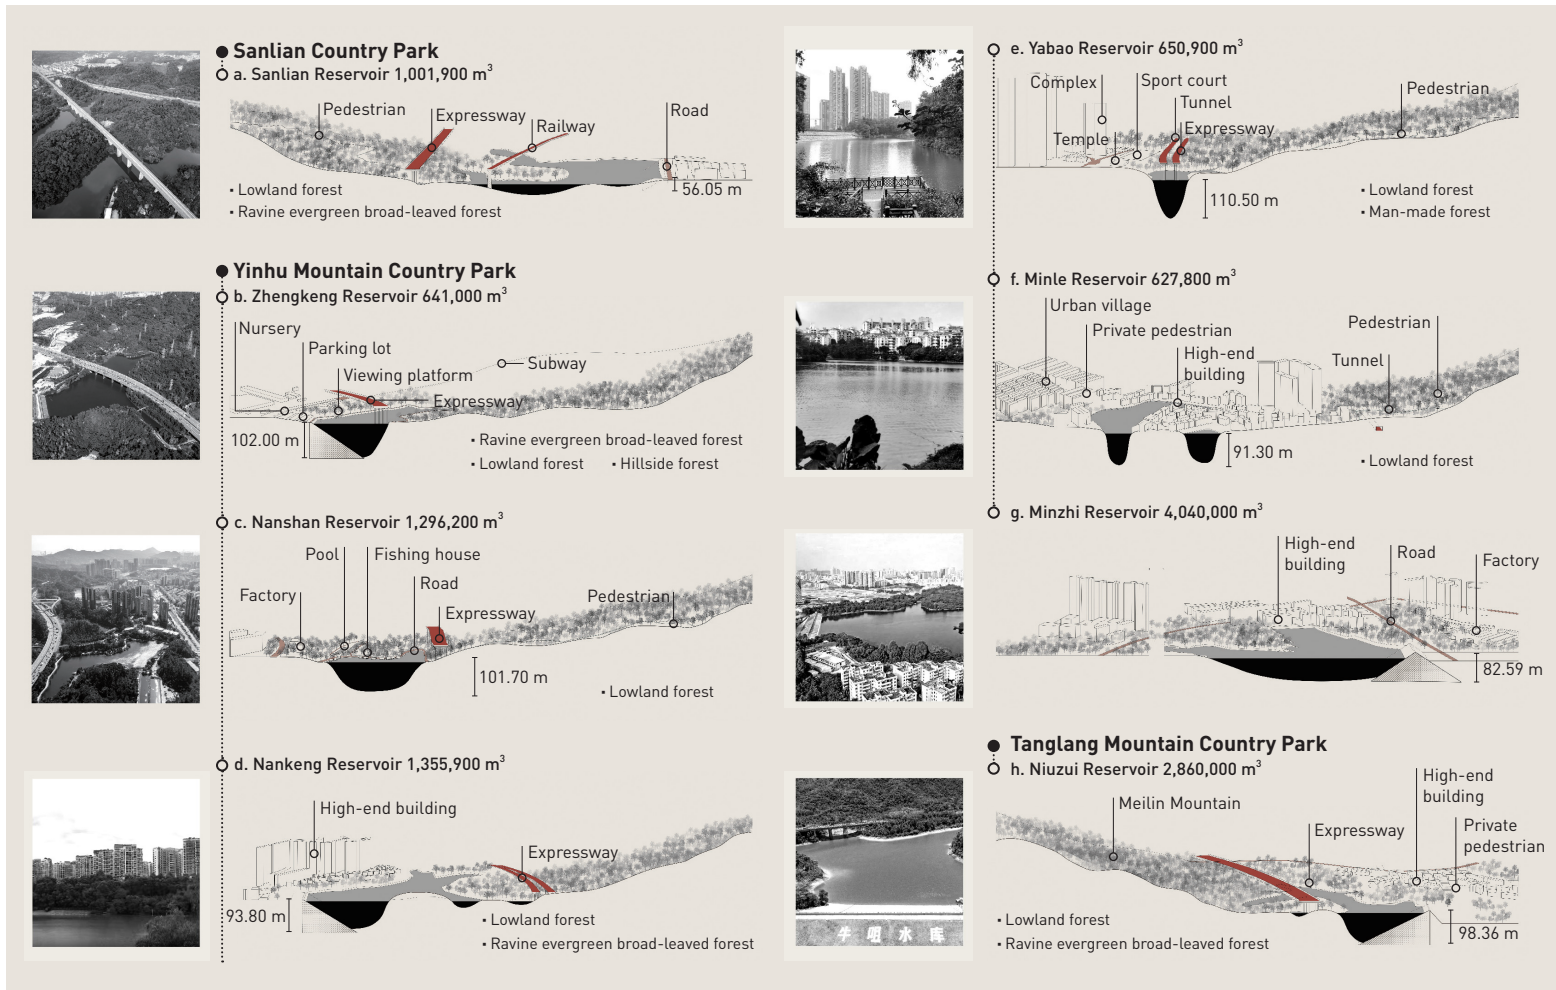 Sanlian Country Park
a. Sanlian Reservoir 1,001,900 m³
Pedestrian
Expressway
Railway
Road
56.05 m
▪ Lowland forest
▪ Ravine evergreen broad-leaved forest
Yinhu Mountain Country Park
b. Zhengkeng Reservoir 641,000 m³
Nursery
Parking lot
Viewing platform
Subway
Expressway
102.00 m
▪ Ravine evergreen broad-leaved forest
▪ Lowland forest ▪ Hillside forest
c. Nanshan Reservoir 1,296,200 m³
Pool
Fishing house
Road
Factory
Expressway
Pedestrian
101.70 m
▪ Lowland forest
d. Nankeng Reservoir 1,355,900 m³
High-end building
Expressway
93.80 m
▪ Lowland forest
▪ Ravine evergreen broad-leaved forest
e. Yabao Reservoir 650,900 m³
Complex
Sport court
Tunnel
Pedestrian
Temple
Expressway
110.50 m
▪ Lowland forest
▪ Man-made forest
f. Minle Reservoir 627,800 m³
Urban village
Private pedestrian
High-end
building
Pedestrian
Tunnel
91.30 m
▪ Lowland forest
g. Minzhi Reservoir 4,040,000 m³
High-end
building
Road
Factory
82.59 m
Tanglang Mountain Country Park
h. Niuzui Reservoir 2,860,000 m³
Meilin Mountain
Expressway
High-end
building
Private
pedestrian
▪ Lowland forest
▪ Ravine evergreen broad-leaved forest
98.36 m
牛咀水库